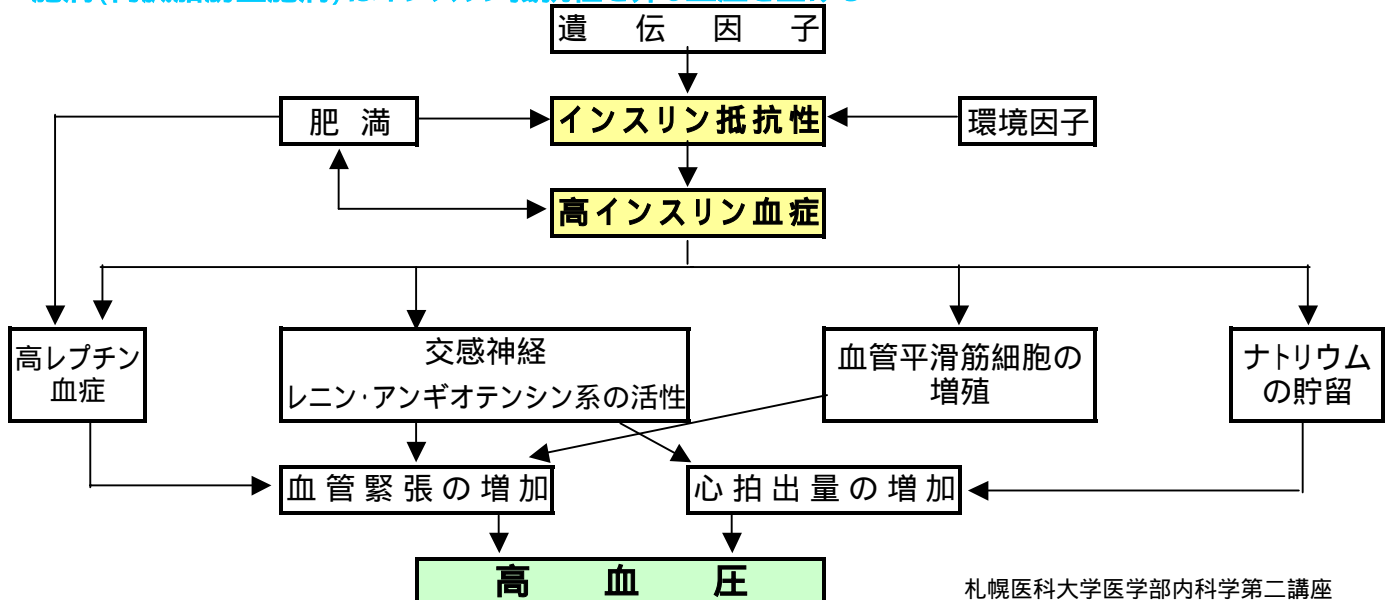 遺 伝 因 子
肥 満
インスリン抵抗性
環境因子
高インスリン血症
高レプチン
血症
交感神経
レニン・アンギオテンシン系の活性
血管平滑筋細胞の
増殖
ナトリウム
の貯留
血管緊張の増加
心拍出量の増加
高 血 圧
札幌医科大学医学部内科学第二講座